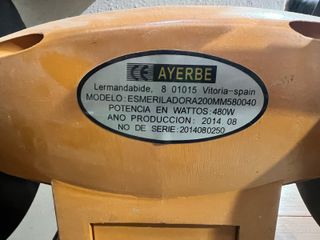 CE AYERBE
Lermandabide, 8 01015 Vitoria-spain
MODELO: ESMERILADORA200MM580040
POTENCIA EN WATTOS: 480W
ANO PRODUCCION: 2014 08
NO DE SERIE: 2014080250